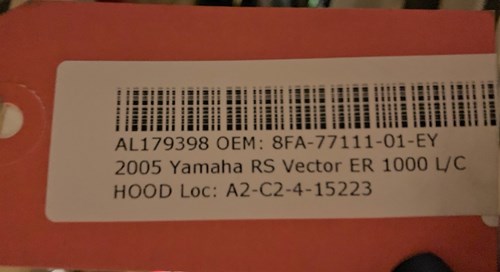 AL179398 OEM: 8FA-77111-01-EY
2005 Yamaha RS Vector ER 1000 L/C
HOOD Loc: A2-C2-4-15223